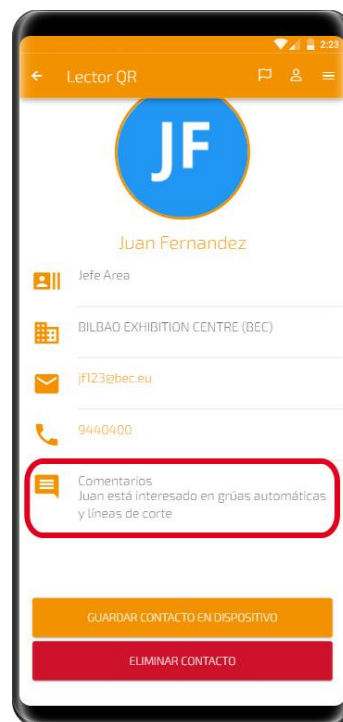 2:23
Lector QR
JF
Juan Fernandez
Jefe Area
BILBAO EXHIBITION CENTRE (BEC)
jf123@bec.eu
9440400
Comentarios
Juan está interesado en grúas automáticas
y líneas de corte
GUARDAR CONTACTO EN DISPOSITIVO
ELIMINAR CONTACTO